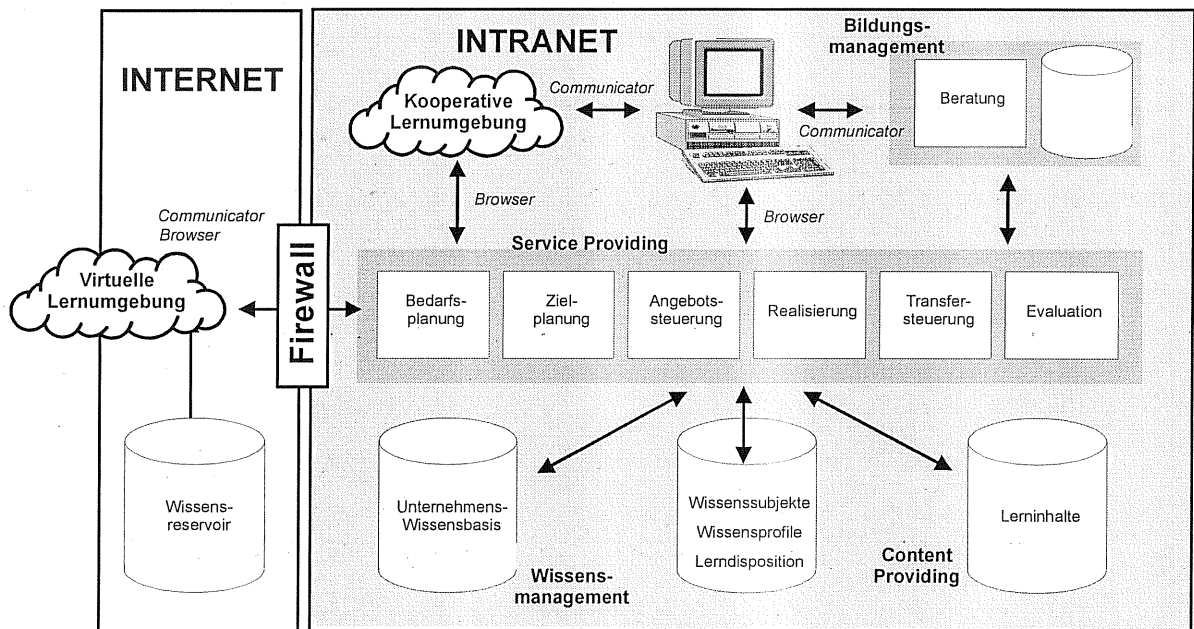 INTERNET
INTRANET
Bildungs-
management
Kooperative
Lernumgebung
Communicator
Communicator
Beratung
Browser
Browser
Communicator
Browser
Virtuelle
Lernumgebung
Firewall
Service Providing
Bedarfs-
planung
Ziel-
planung
Angebots-
steuerung
Realisierung
Transfer-
steuerung
Evaluation
Wissens-
reservoir
Unternehmens-
Wissensbasis
Wissenssubjekte
Wissensprofile
Lerndisposition
Lerninhalte
Wissens-
management
Content
Providing